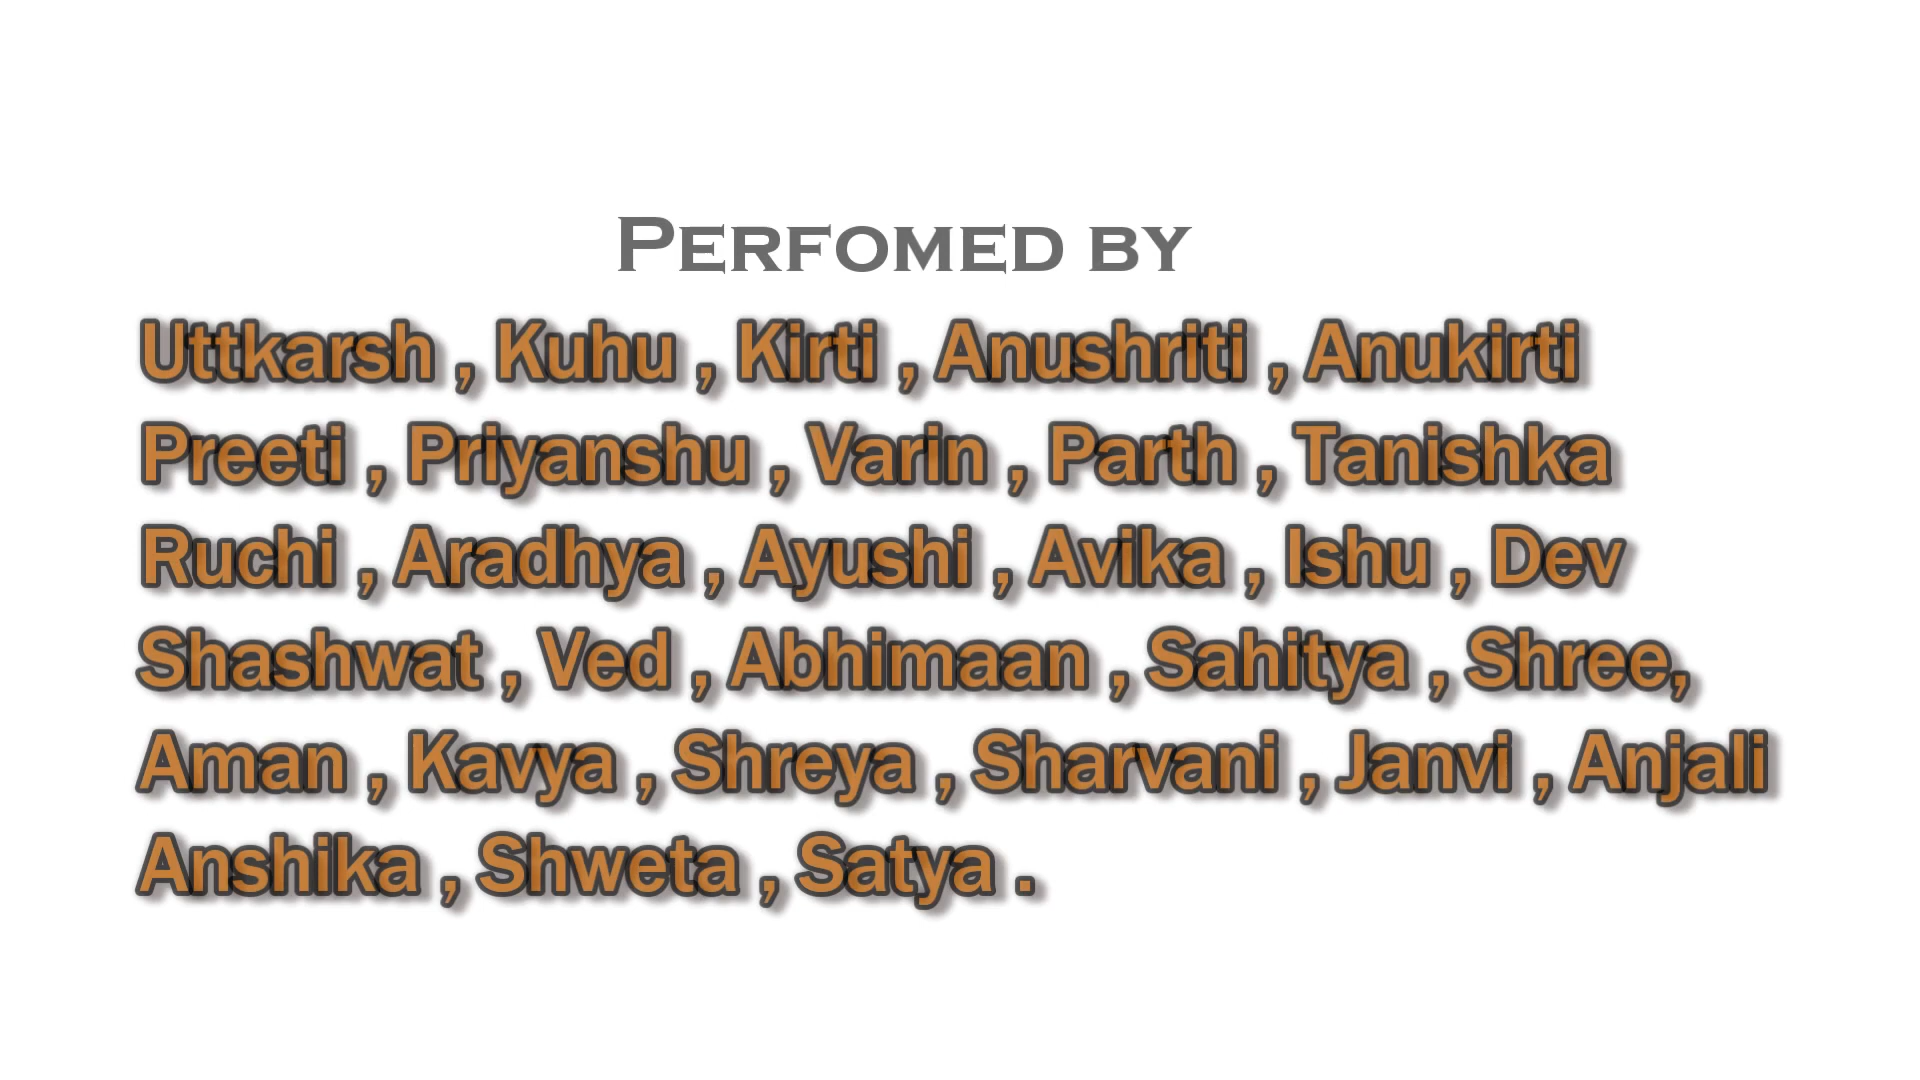 Perfomed by
Uttkarsh , Kuhu , Kirti , Anushriti , Anukirti
Preeti , Priyanshu , Varin , Parth , Tanishka
Ruchi , Aradhya , Ayushi , Avika , Ishu , Dev
Shashwat , Ved , Abhimaan , Sahitya , Shree,
Aman , Kavya , Shreya , Sharvani , Janvi , Anjali
Anshika , Shweta , Satya .